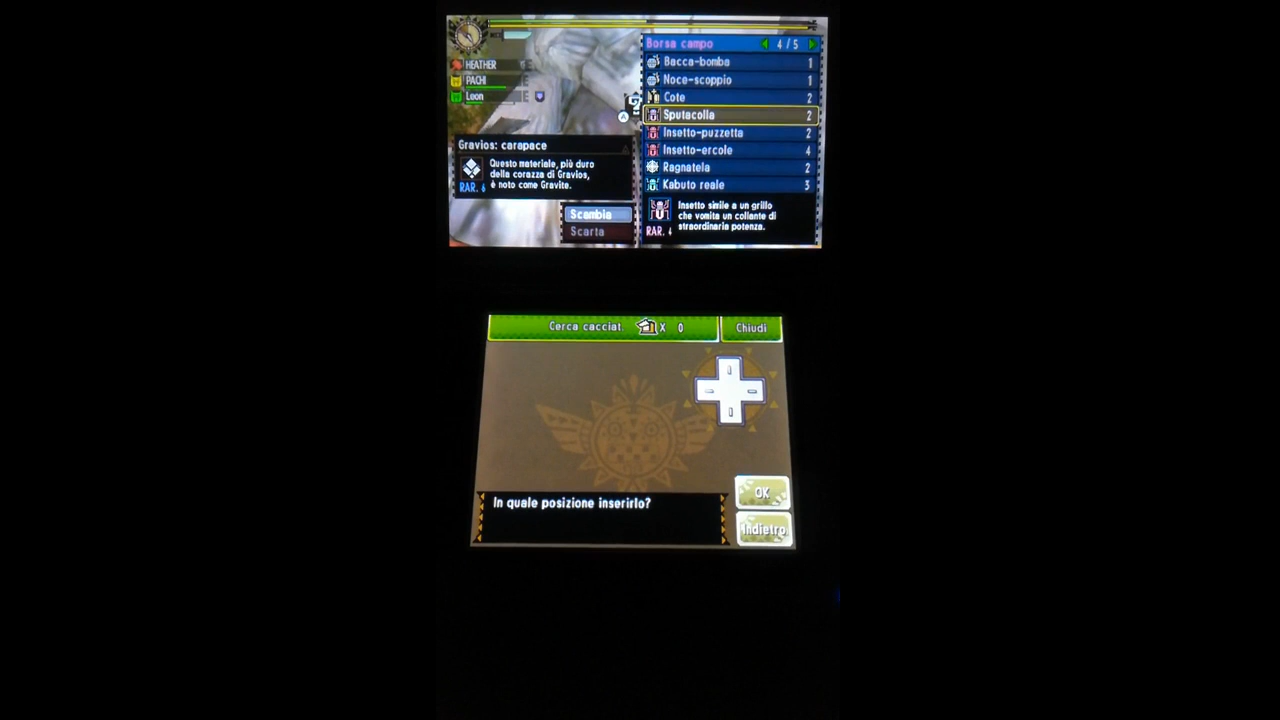 HEATHER
PACHI
Leon
Gravios: carapace
Questo materiale, più duro
della corazza di Gravios,
è noto come Gravite.
RAR. 6
Scambia
Scarta
Borsa campo 4/5
Bacca-bomba 1
Noce-scoppio 1
Cote 2
Sputacolla 2
Insetto-puzzetta 2
Insetto-ercole 4
Ragnatela 2
Kabuto reale 3
Insetto simile a un grillo
che vomita un collante di
straordinaria potenza.
RAR. 4
A
Cerca cacciat. X 0
Chiudi
In quale posizione inserirlo?
OK
Indietro